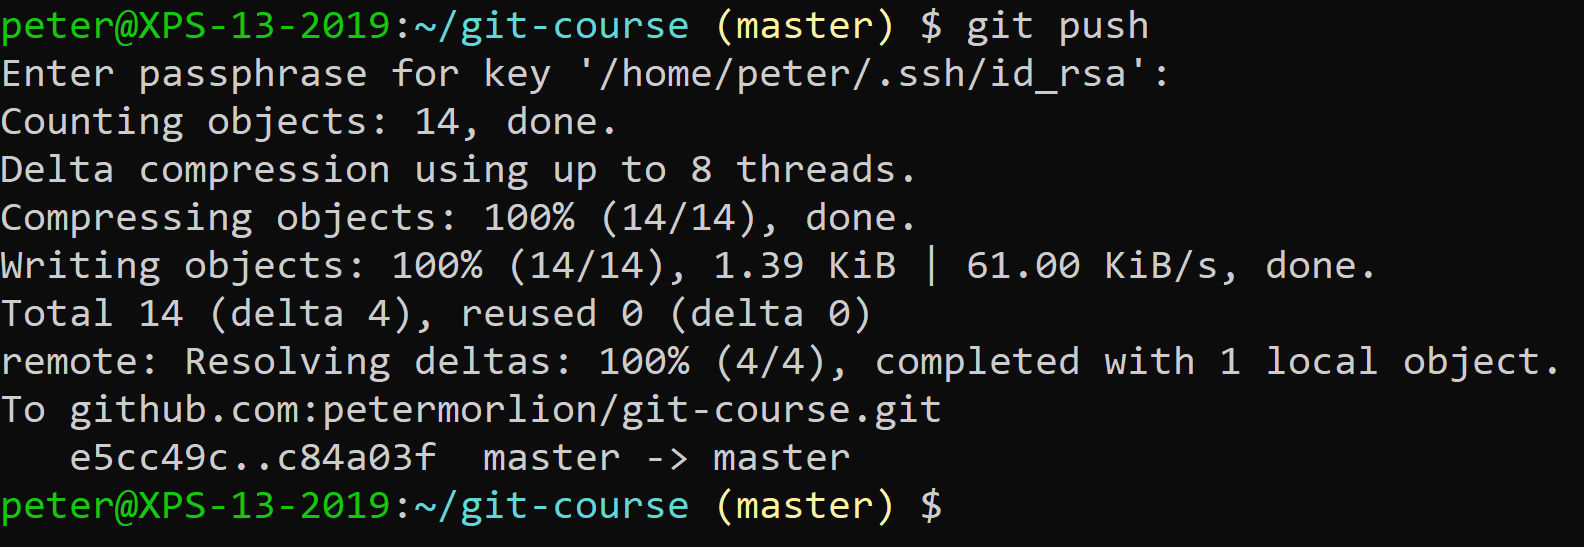 peter@XPS-13-2019:~/git-course (master) $ git push
Enter passphrase for key '/home/peter/.ssh/id_rsa':
Counting objects: 14, done.
Delta compression using up to 8 threads.
Compressing objects: 100% (14/14), done.
Writing objects: 100% (14/14), 1.39 KiB | 61.00 KiB/s, done.
Total 14 (delta 4), reused 0 (delta 0)
remote: Resolving deltas: 100% (4/4), completed with 1 local object.
To github.com:petermorlion/git-course.git
   e5cc49c..c84a03f  master -> master
peter@XPS-13-2019:~/git-course (master) $